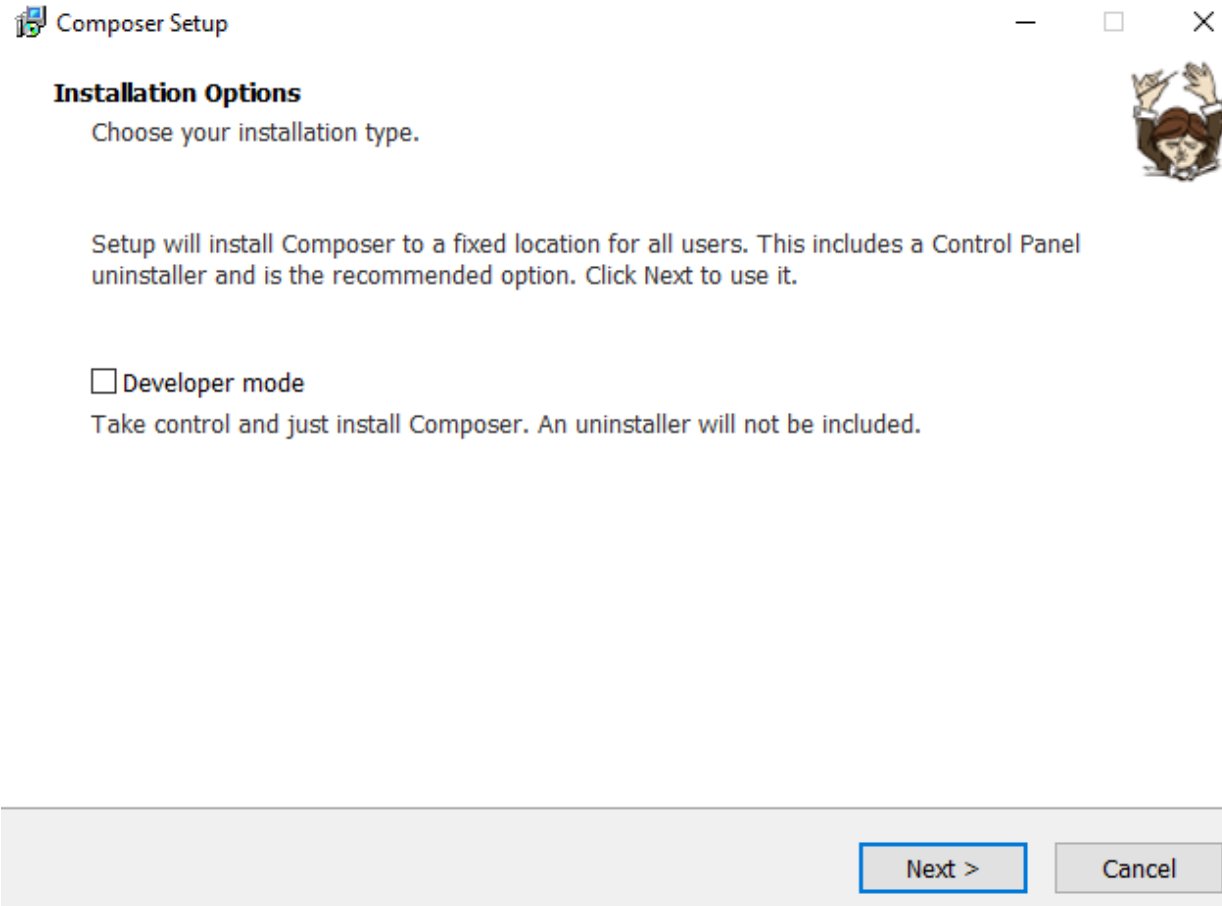 Composer Setup
Installation Options
Choose your installation type.
Setup will install Composer to a fixed location for all users. This includes a Control Panel
uninstaller and is the recommended option. Click Next to use it.
Developer mode
Take control and just install Composer. An uninstaller will not be included.
Next >
Cancel